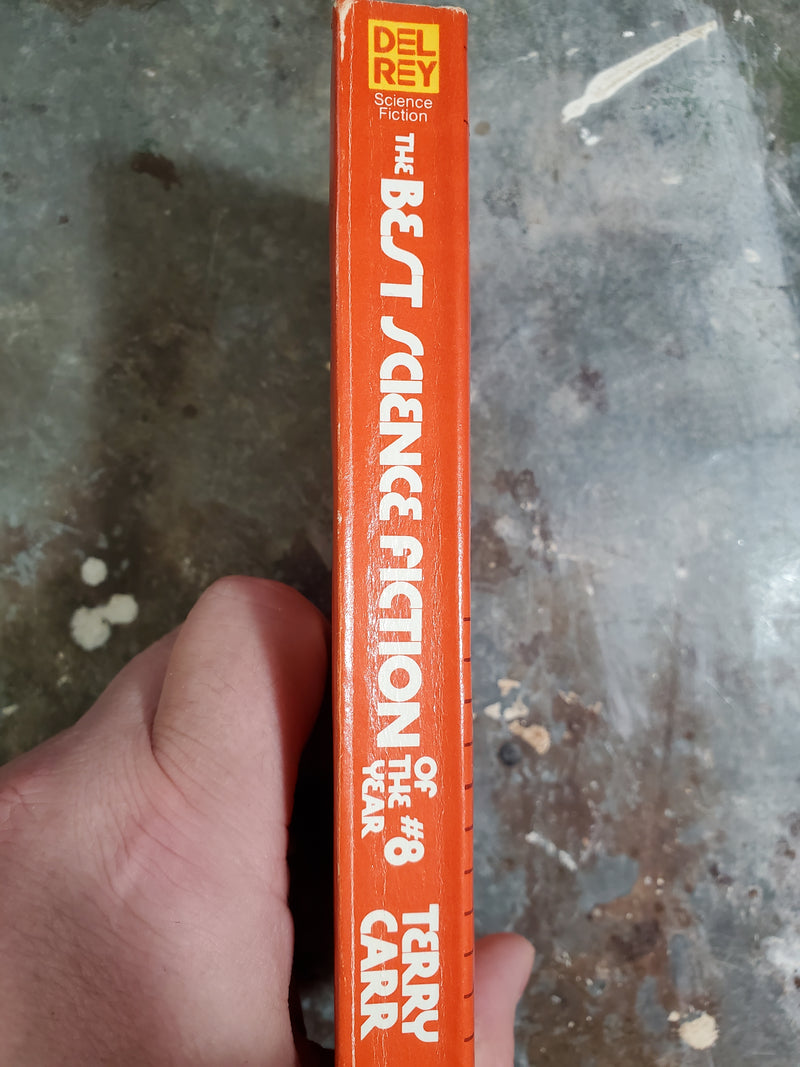 DEL
REY
Science
Fiction
THE BEST SCIENCE FICTION
OF
THE #8
YEAR
TERRY
CARR